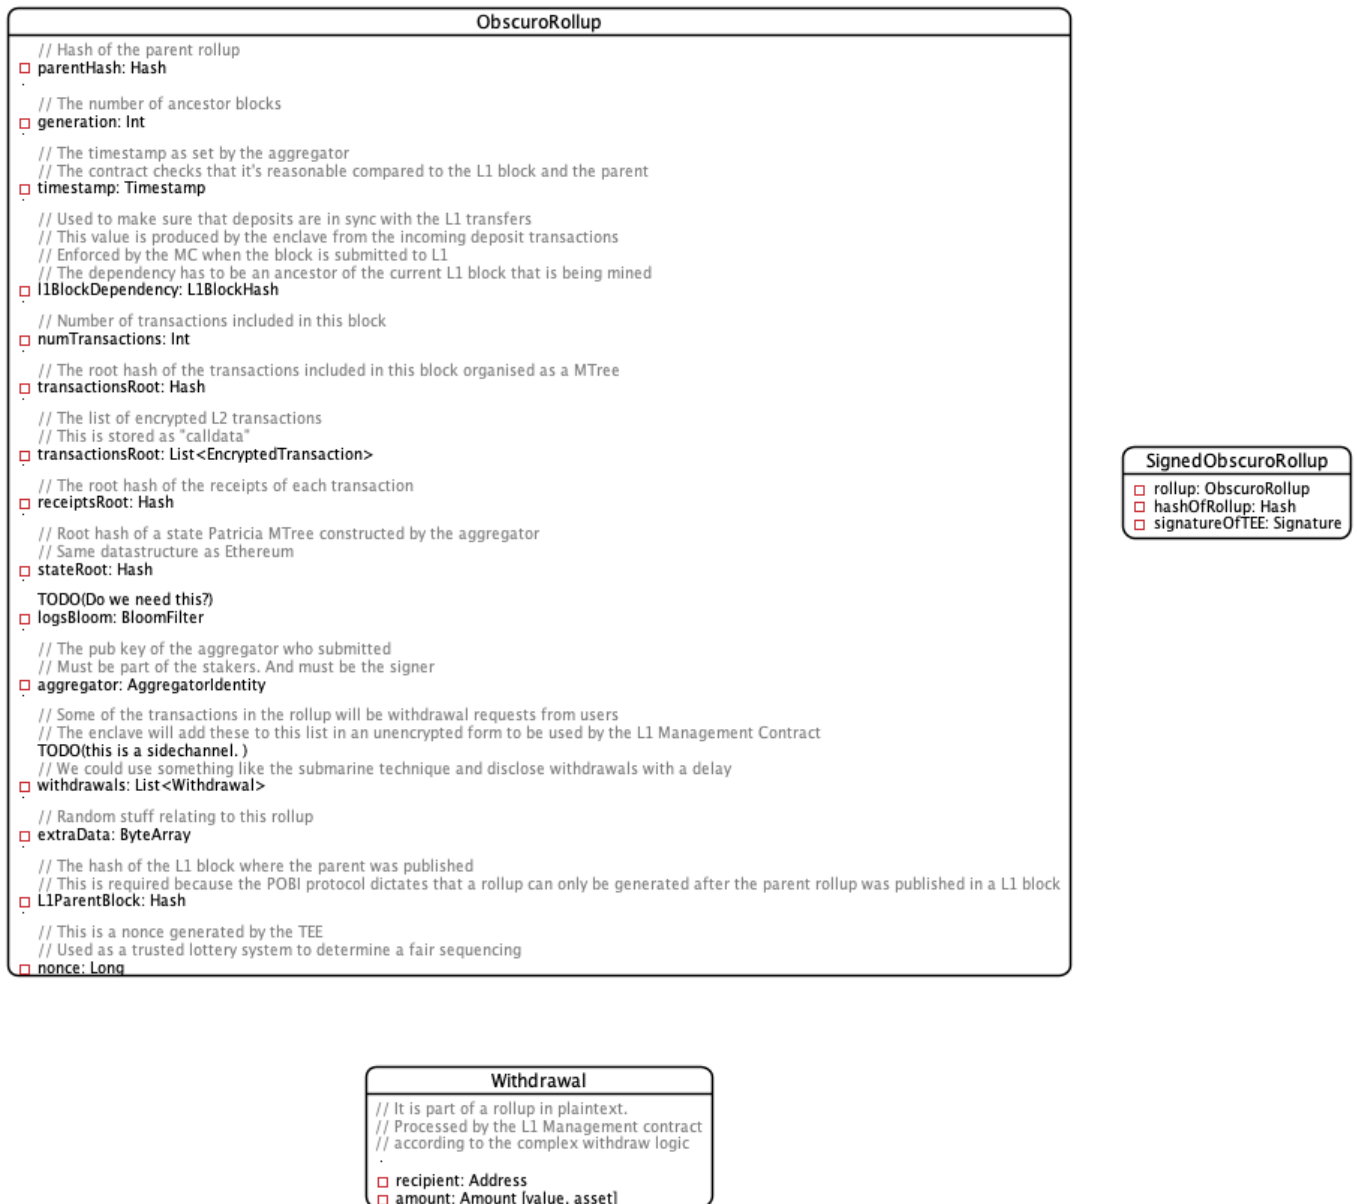 ObscuroRollup
// Hash of the parent rollup
parentHash: Hash
.
// The number of ancestor blocks
generation: Int
.
// The timestamp as set by the aggregator
// The contract checks that it's reasonable compared to the L1 block and the parent
timestamp: Timestamp
.
// Used to make sure that deposits are in sync with the L1 transfers
// This value is produced by the enclave from the incoming deposit transactions
// Enforced by the MC when the block is submitted to L1
// The dependency has to be an ancestor of the current L1 block that is being mined
l1BlockDependency: L1BlockHash
.
// Number of transactions included in this block
numTransactions: Int
.
// The root hash of the transactions included in this block organised as a MTree
transactionsRoot: Hash
.
// The list of encrypted L2 transactions
// This is stored as "calldata"
transactionsRoot: List<EncryptedTransaction>
.
// The root hash of the receipts of each transaction
receiptsRoot: Hash
.
// Root hash of a state Patricia MTree constructed by the aggregator
// Same datastructure as Ethereum
stateRoot: Hash
.
TODO(Do we need this?)
logsBloom: BloomFilter
.
// The pub key of the aggregator who submitted
// Must be part of the stakers. And must be the signer
aggregator: AggregatorIdentity
.
// Some of the transactions in the rollup will be withdrawal requests from users
// The enclave will add these to this list in an unencrypted form to be used by the L1 Management Contract
TODO(this is a sidechannel. )
// We could use something like the submarine technique and disclose withdrawals with a delay
withdrawals: List<Withdrawal>
.
// Random stuff relating to this rollup
extraData: ByteArray
.
// The hash of the L1 block where the parent was published
// This is required because the POBI protocol dictates that a rollup can only be generated after the parent rollup was published in a L1 block
L1ParentBlock: Hash
.
// This is a nonce generated by the TEE
// Used as a trusted lottery system to determine a fair sequencing
nonce: Long
SignedObscuroRollup
rollup: ObscuroRollup
hashOfRollup: Hash
signatureOfTEE: Signature
Withdrawal
// It is part of a rollup in plaintext.
// Processed by the L1 Management contract
// according to the complex withdraw logic
.
recipient: Address
amount: Amount [value, asset]